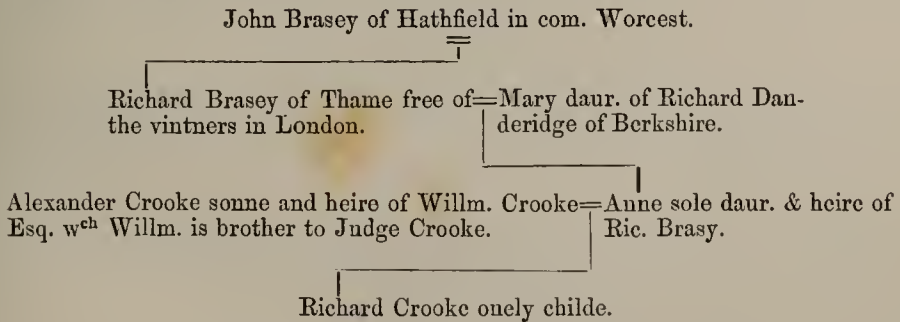 John Brasey of Hathfield in com. Worcest.
Richard Brasey of Thame free of=Mary daur. of Richard Dan-
the vintners in London. deridge of Berkshire.
Alexander Crooke sonne and heire of Willm. Crooke=Anne sole daur. & heire of
Esq. wch Willm. is brother to Judge Crooke. Ric. Brasy.
Richard Crooke onely childe.